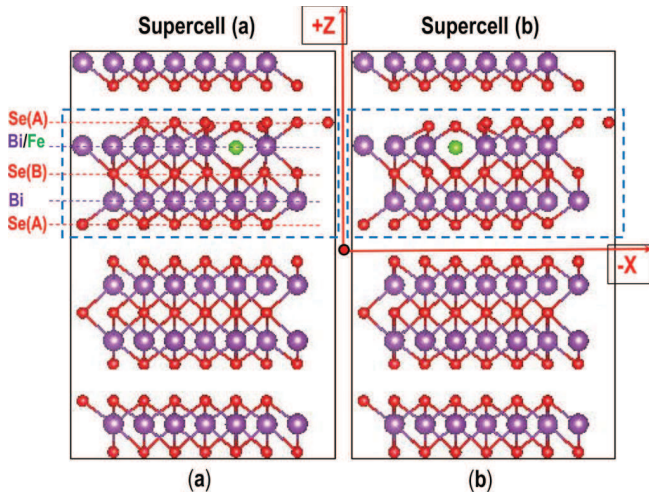 Supercell (a)
+Z
Supercell (b)
Se(A)
Bi/Fe
Se(B)
Bi
Se(A)
-X
(a)
(b)